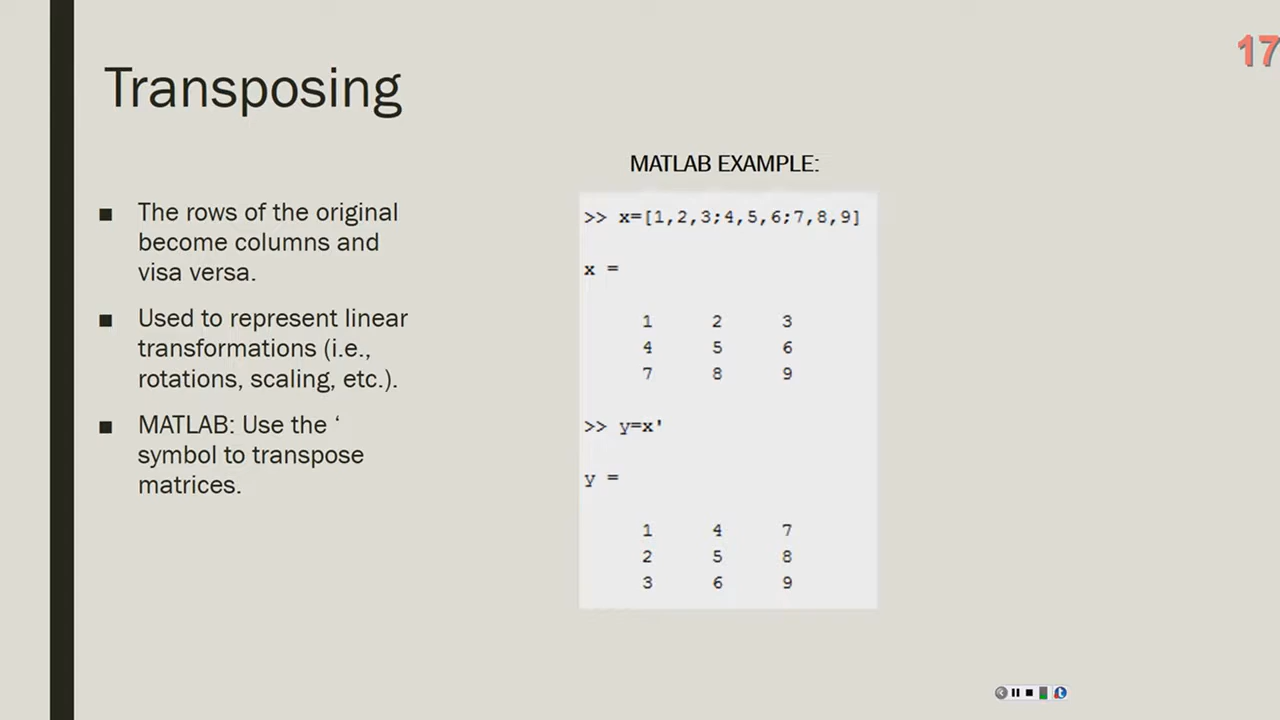 17
Transposing
■ The rows of the original
become columns and
visa versa.
■ Used to represent linear
transformations (i.e.,
rotations, scaling, etc.).
■ MATLAB: Use the ‘
symbol to transpose
matrices.
MATLAB EXAMPLE:
>> x=[1,2,3;4,5,6;7,8,9]
x =
1 2 3
4 5 6
7 8 9
>> y=x'
y =
1 4 7
2 5 8
3 6 9